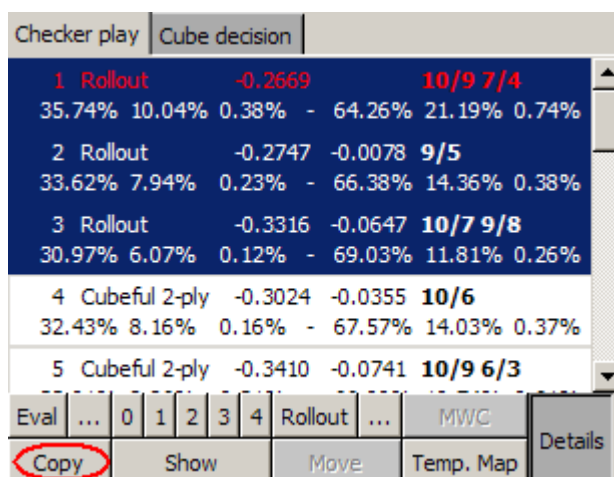 Checker play Cube decision
1 Rollout -0.2669 10/9 7/4
35.74% 10.04% 0.38% - 64.26% 21.19% 0.74%
2 Rollout -0.2747 -0.0078 9/5
33.62% 7.94% 0.23% - 66.38% 14.36% 0.38%
3 Rollout -0.3316 -0.0647 10/7 9/8
30.97% 6.07% 0.12% - 69.03% 11.81% 0.26%
4 Cubeful 2-ply -0.3024 -0.0355 10/6
32.43% 8.16% 0.16% - 67.57% 14.03% 0.37%
5 Cubeful 2-ply -0.3410 -0.0741 10/9 6/3
Eval ... 0 1 2 3 4 Rollout ... MWC
Details
Copy Show Move Temp. Map